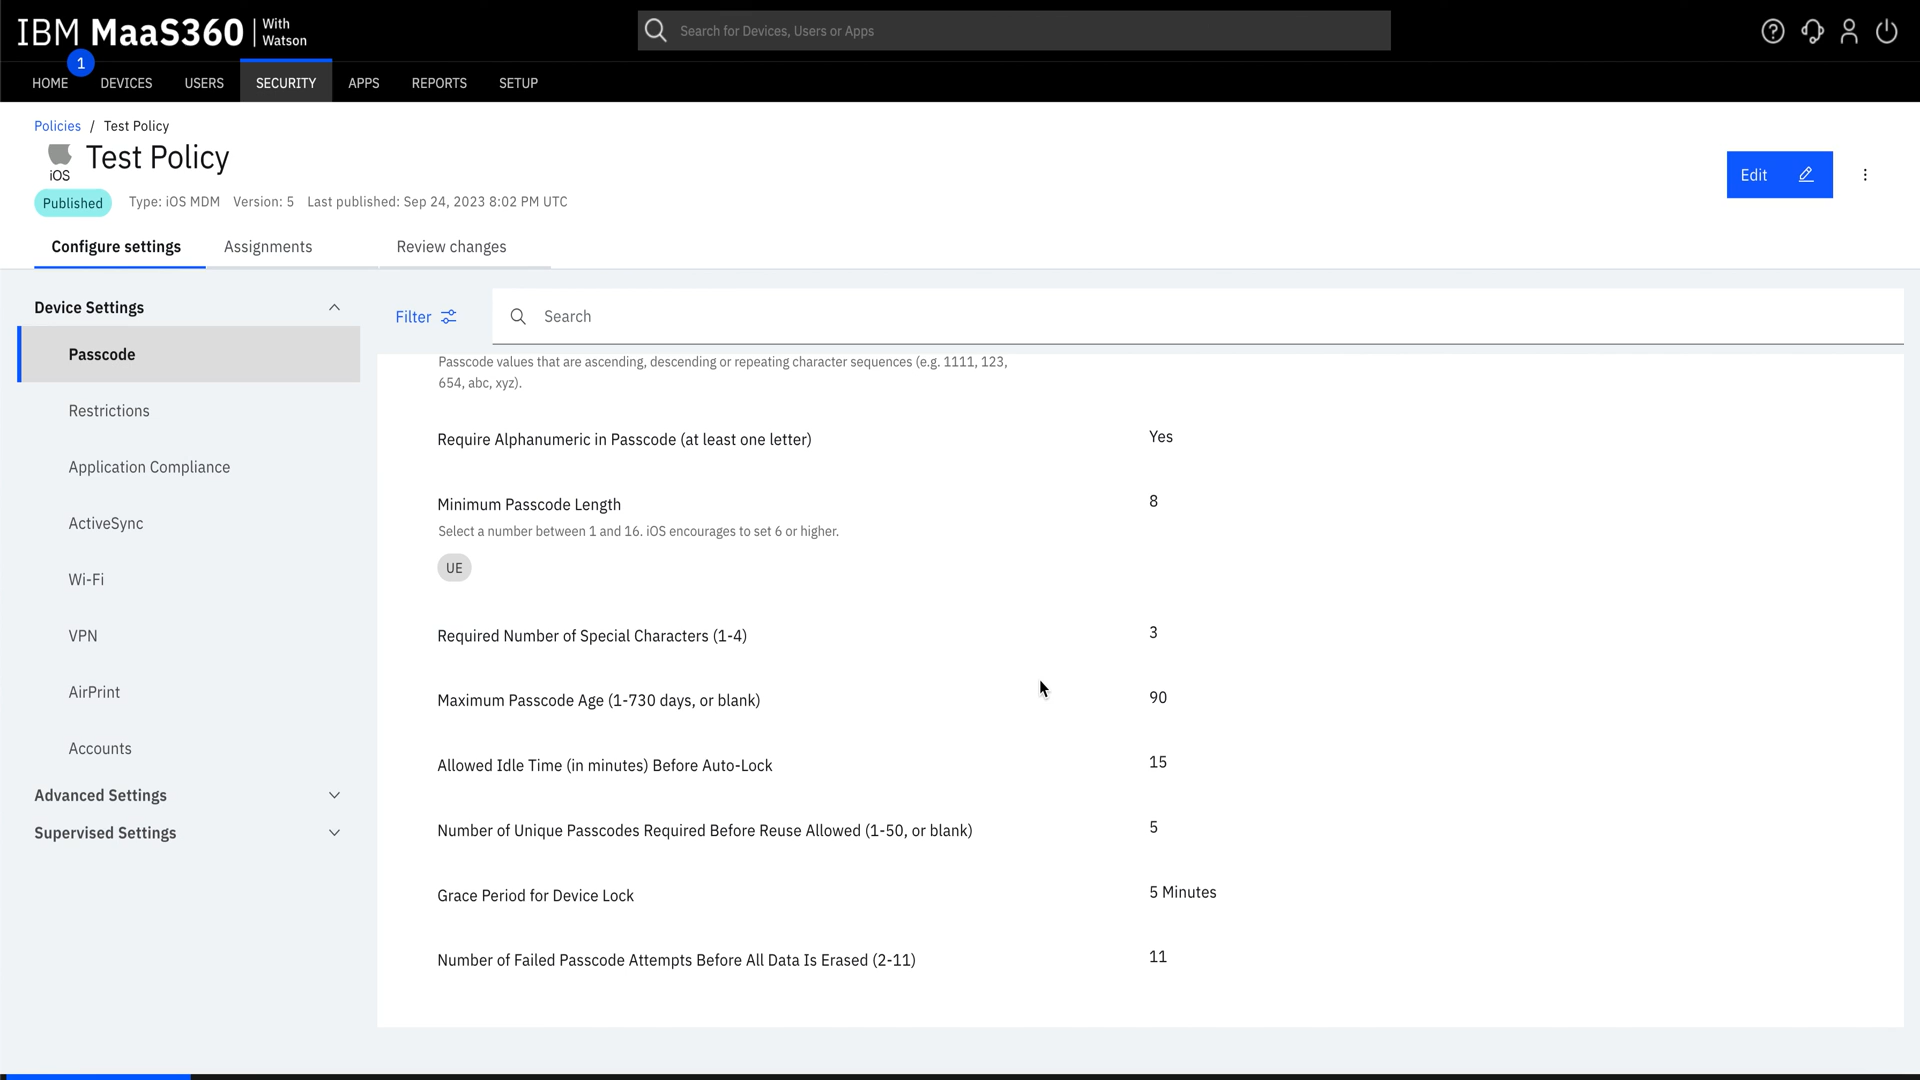 IBM MaaS360 | With Watson
Search for Devices, Users or Apps
1
HOME DEVICES USERS SECURITY APPS REPORTS SETUP
Policies / Test Policy
iOS
Test Policy
Edit
Published Type: iOS MDM Version: 5 Last published: Sep 24, 2023 8:02 PM UTC
Configure settings Assignments Review changes
Device Settings
Passcode
Restrictions
Application Compliance
ActiveSync
Wi-Fi
VPN
AirPrint
Accounts
Advanced Settings
Supervised Settings
Filter
Search
Passcode values that are ascending, descending or repeating character sequences (e.g. 1111, 123,
654, abc, xyz).
Require Alphanumeric in Passcode (at least one letter) Yes
Minimum Passcode Length 8
Select a number between 1 and 16. iOS encourages to set 6 or higher.
UE
Required Number of Special Characters (1-4) 3
Maximum Passcode Age (1-730 days, or blank) 90
Allowed Idle Time (in minutes) Before Auto-Lock 15
Number of Unique Passcodes Required Before Reuse Allowed (1-50, or blank) 5
Grace Period for Device Lock 5 Minutes
Number of Failed Passcode Attempts Before All Data Is Erased (2-11) 11